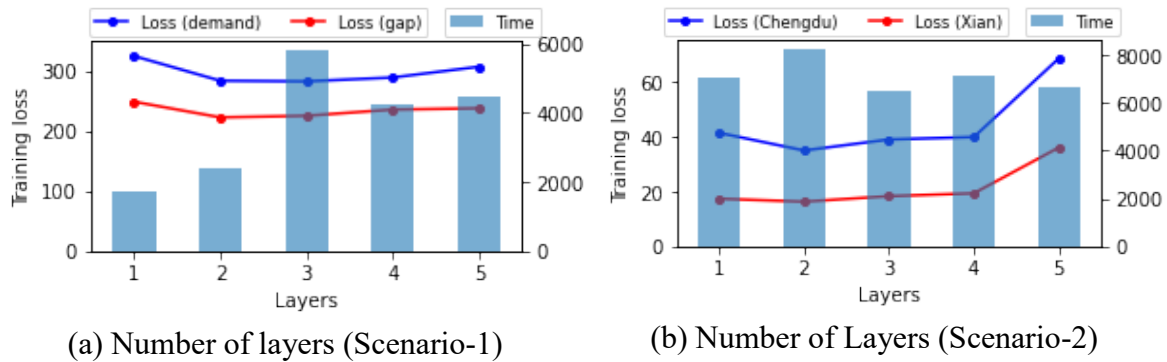 Loss (demand) Loss (gap) Time
300
200
100
0
6000
4000
2000
0
Training loss
1 2 3 4 5
Layers
(a) Number of layers (Scenario-1)
Loss (Chengdu) Loss (Xian) Time
60
40
20
0
8000
6000
4000
2000
0
Training loss
1 2 3 4 5
Layers
(b) Number of Layers (Scenario-2)